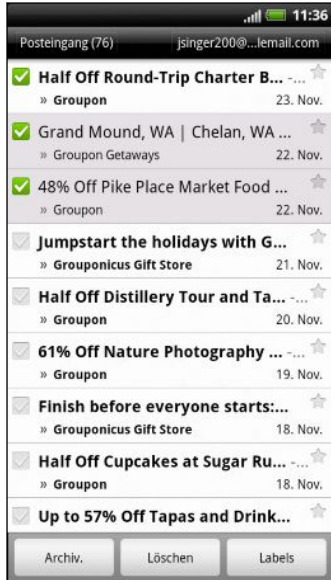 11:36
Posteingang (76) jsinger200@...lemail.com
Half Off Round-Trip Charter B... -...
» Groupon 23. Nov.
Grand Mound, WA | Chelan, WA ...
» Groupon Getaways 22. Nov.
48% Off Pike Place Market Food ...
» Groupon 22. Nov.
Jumpstart the holidays with G...
» Grouponicus Gift Store 21. Nov.
Half Off Distillery Tour and Ta... -...
» Groupon 20. Nov.
61% Off Nature Photography ... -...
» Groupon 19. Nov.
Finish before everyone starts:...
» Grouponicus Gift Store 18. Nov.
Half Off Cupcakes at Sugar Ru... -...
» Groupon 18. Nov.
Up to 57% Off Tapas and Drink...
Archiv. Löschen Labels